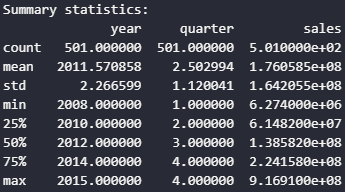 Summary statistics:
year quarter sales
count 501.000000 501.000000 5.010000e+02
mean 2011.570858 2.502994 1.760585e+08
std 2.266599 1.120041 1.642055e+08
min 2008.000000 1.000000 6.274000e+06
25% 2010.000000 2.000000 6.148200e+07
50% 2012.000000 3.000000 1.385820e+08
75% 2014.000000 4.000000 2.241580e+08
max 2015.000000 4.000000 9.169100e+08